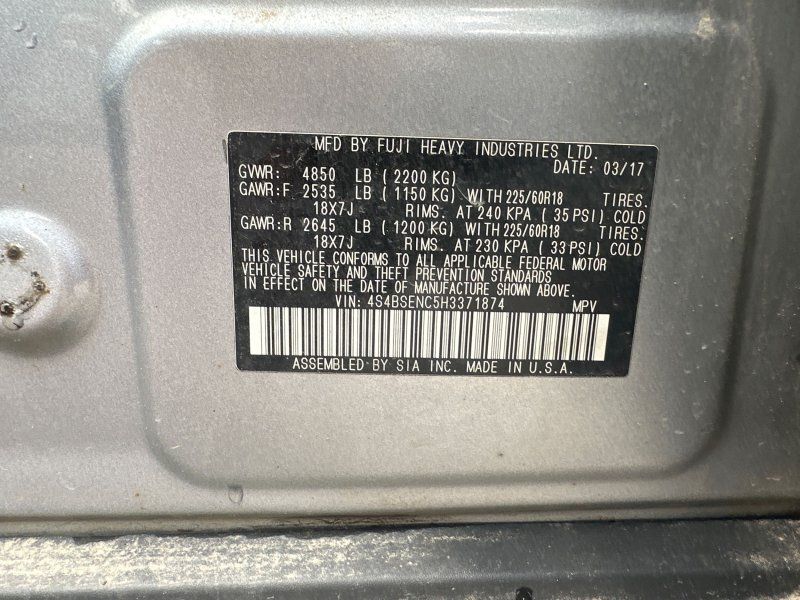 MFD BY FUJI HEAVY INDUSTRIES LTD.
DATE: 03/17
GVWR: 4850 LB ( 2200 KG)
GAWR:F 2535 LB ( 1150 KG) WITH 225/60R18 TIRES.
18X7J RIMS. AT 240 KPA ( 35 PSI) COLD
GAWR:R 2645 LB ( 1200 KG) WITH 225/60R18 TIRES.
18X7J RIMS. AT 230 KPA ( 33 PSI) COLD
THIS VEHICLE CONFORMS TO ALL APPLICABLE FEDERAL MOTOR
VEHICLE SAFETY AND THEFT PREVENTION STANDARDS
IN EFFECT ON THE DATE OF MANUFACTURE SHOWN ABOVE.
VIN: 4S4BSENC5H3371874 MPV
ASSEMBLED BY SIA INC. MADE IN U.S.A.